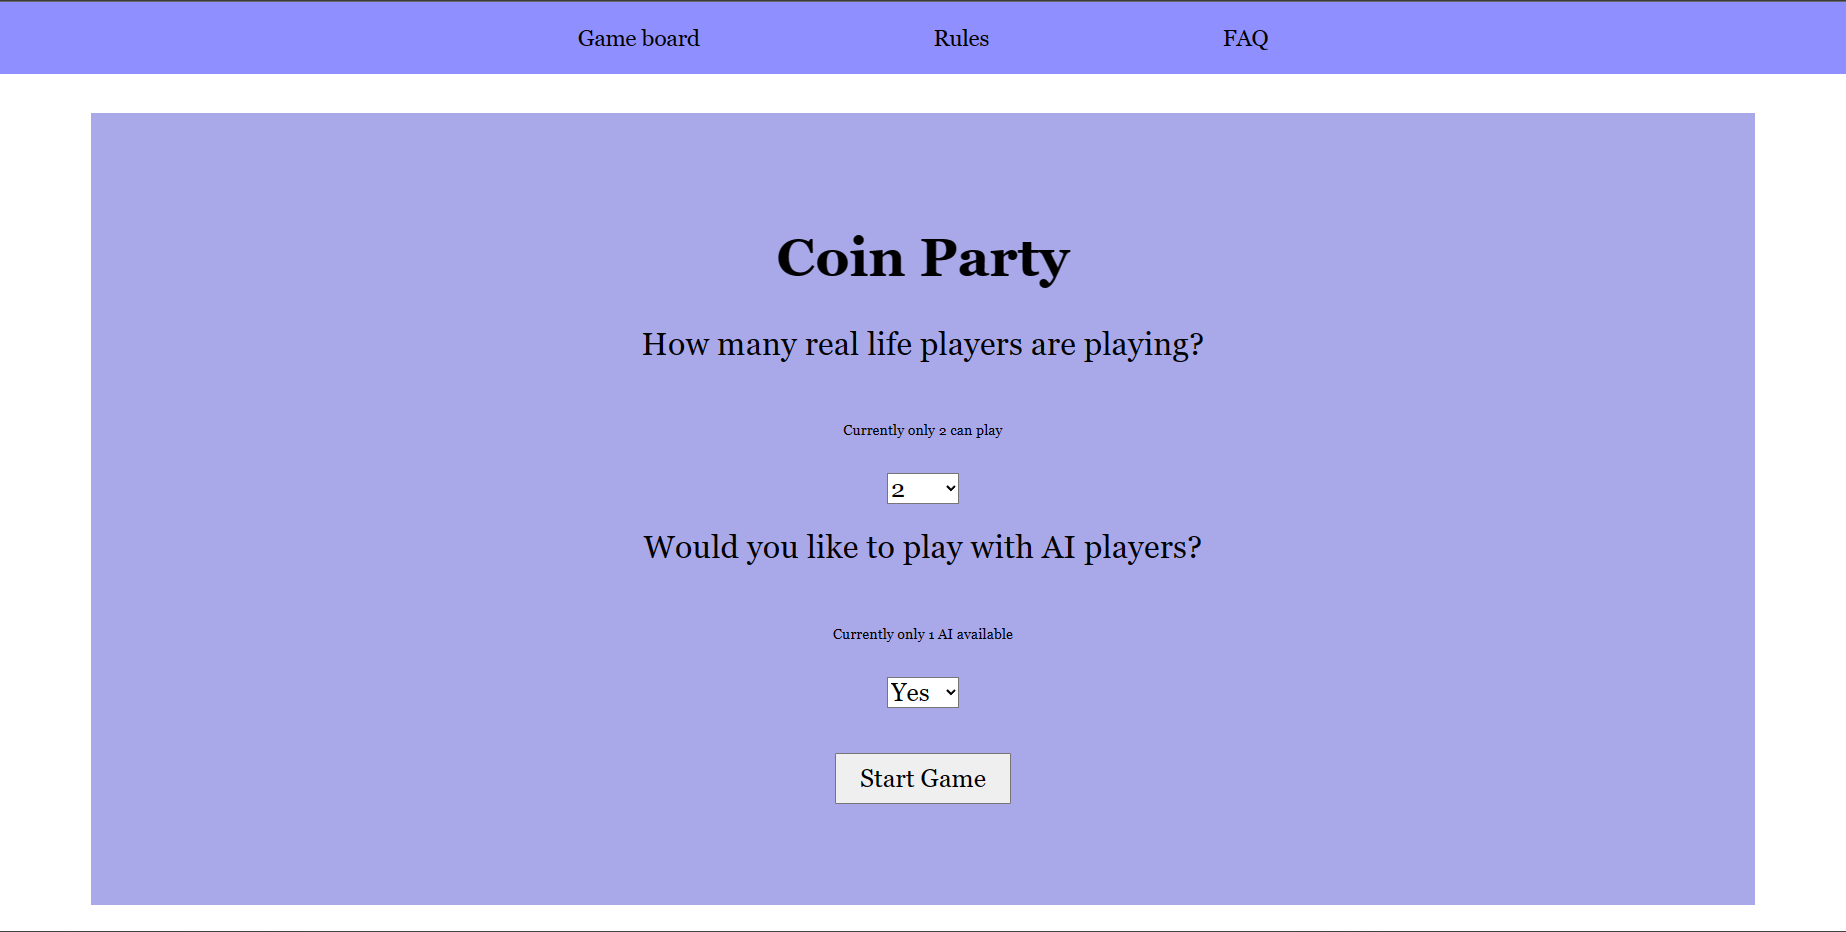 Game board Rules FAQ
Coin Party
How many real life players are playing?
Currently only 2 can play
2
Would you like to play with AI players?
Currently only 1 AI available
Yes
Start Game